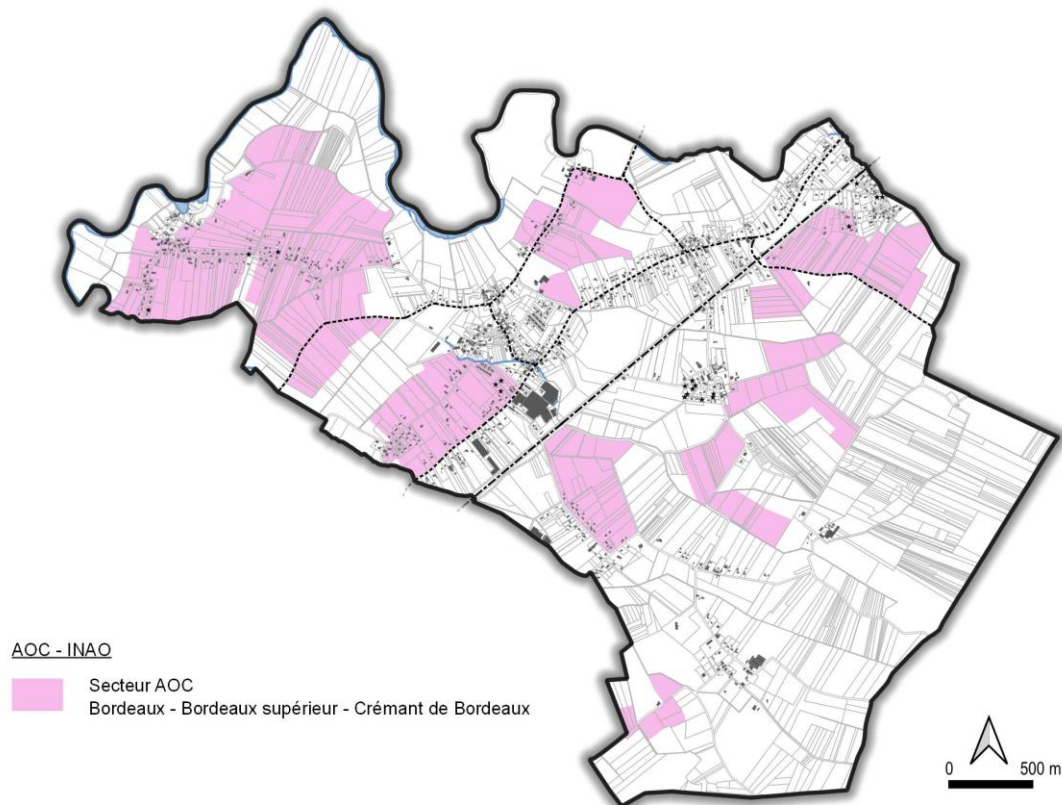 AOC - INAO
Secteur AOC
Bordeaux - Bordeaux supérieur - Crémant de Bordeaux
0 500 m